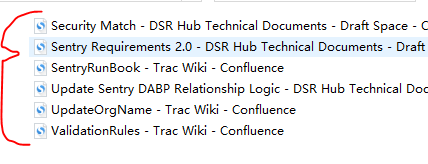 Security Match - DSR Hub Technical Documents - Draft Space - C
Sentry Requirements 2.0 - DSR Hub Technical Documents - Draft
SentryRunBook - Trac Wiki - Confluence
Update Sentry DABP Relationship Logic - DSR Hub Technical Doc
UpdateOrgName - Trac Wiki - Confluence
ValidationRules - Trac Wiki - Confluence